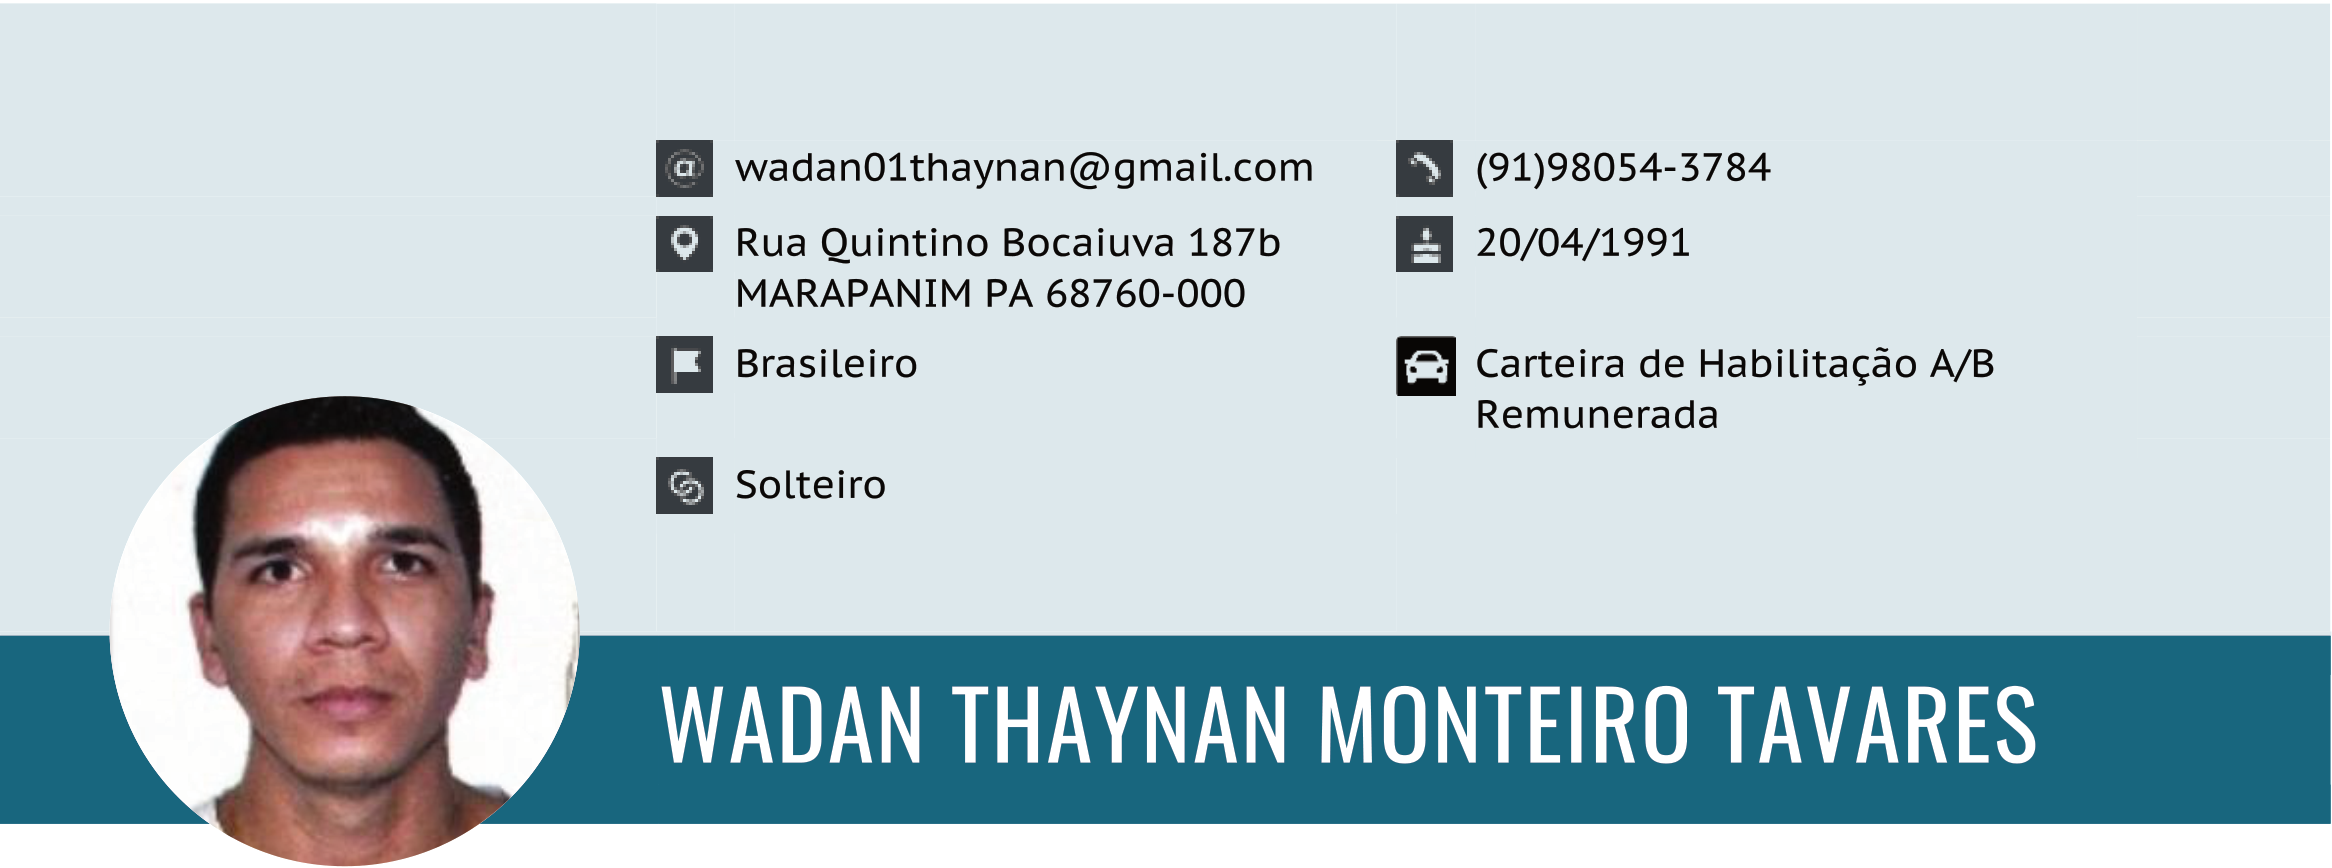 wadan01thaynan@gmail.com
(91)98054-3784
Rua Quintino Bocaiuva 187b
MARAPANIM PA 68760-000
20/04/1991
Brasileiro
Carteira de Habilitação A/B
Remunerada
Solteiro
WADAN THAYNAN MONTEIRO TAVARES